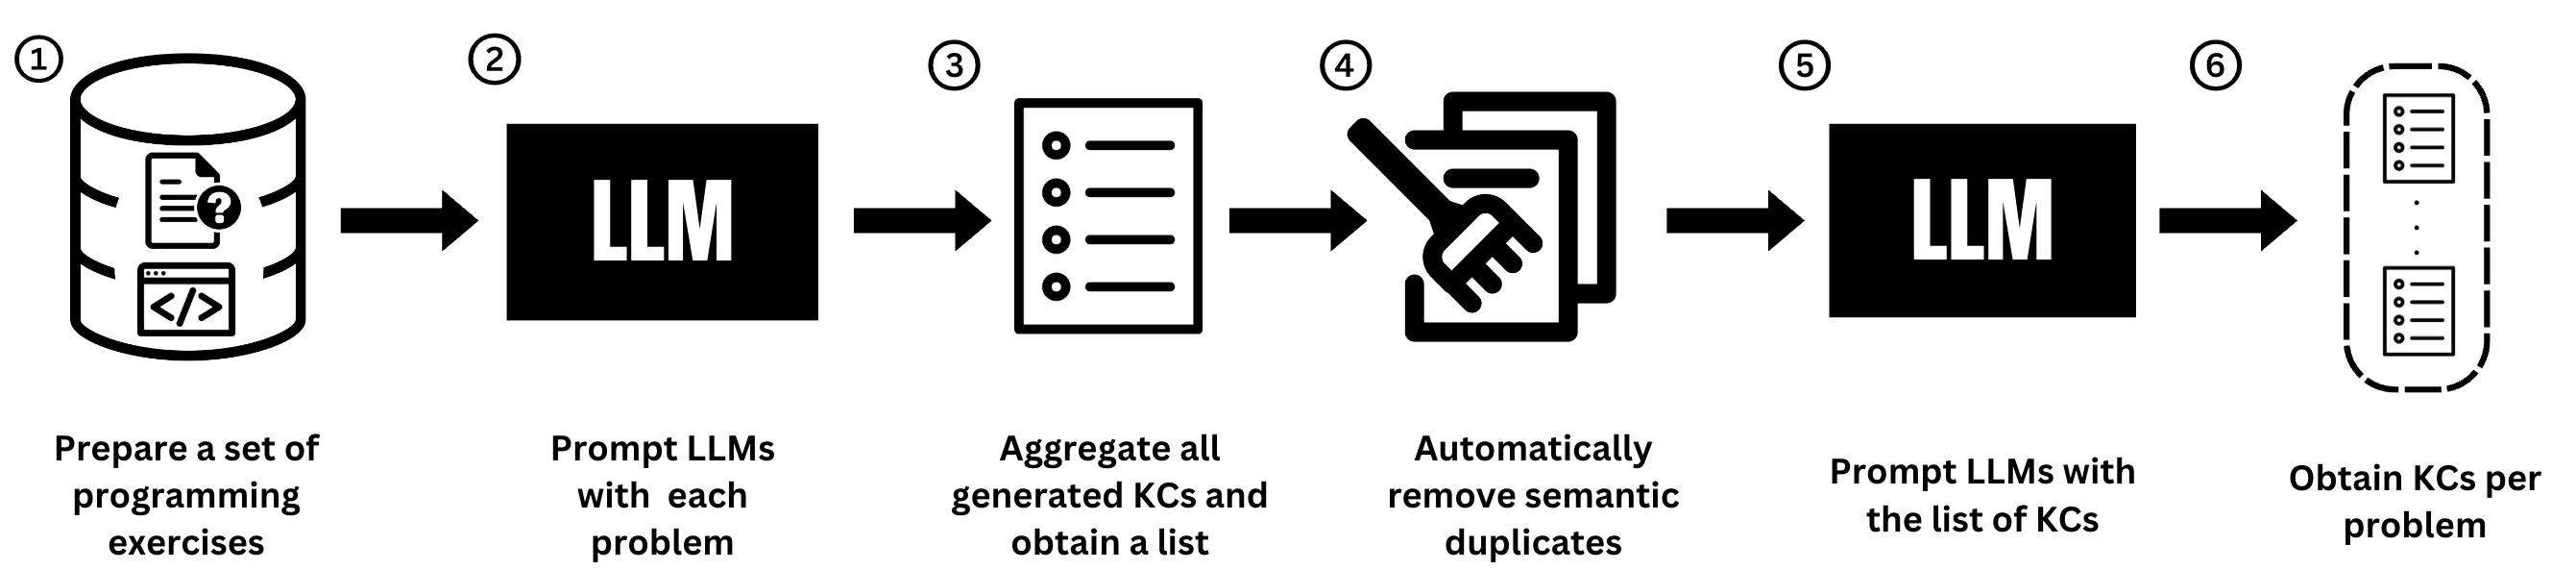 1
2
3
4
5
6
?
</>
LLM
LLM
Prepare a set of
programming
exercises
Prompt LLMs
with each
problem
Aggregate all
generated KCs and
obtain a list
Automatically
remove semantic
duplicates
Prompt LLMs with
the list of KCs
Obtain KCs per
problem